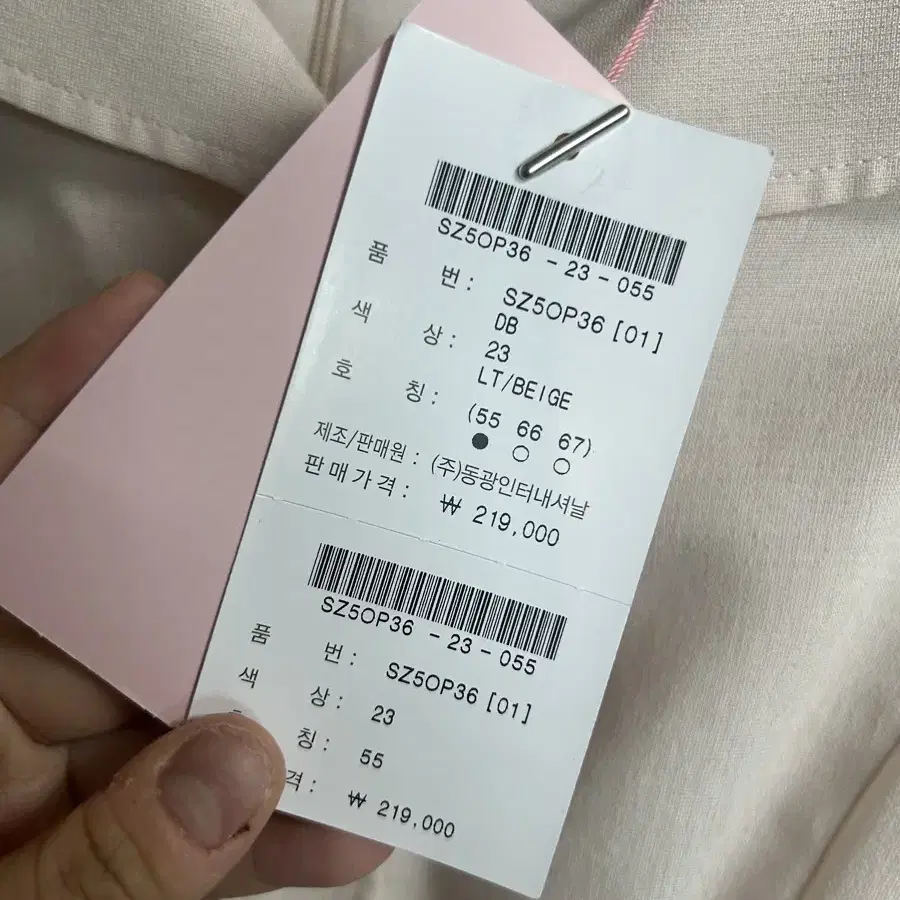 SZ5OP36 - 23 - 055
품 번 : SZ5OP36 [01]
DB
색 상 : 23
LT/BEIGE
호 칭 : (55 66 67)
제조/판매원 : (주)동광인터내셔날
판매가격 : ₩ 219,000
SZ5OP36 - 23 - 055
품 번 : SZ5OP36 [01]
색 상 : 23
칭 : 55
격 : ₩ 219,000